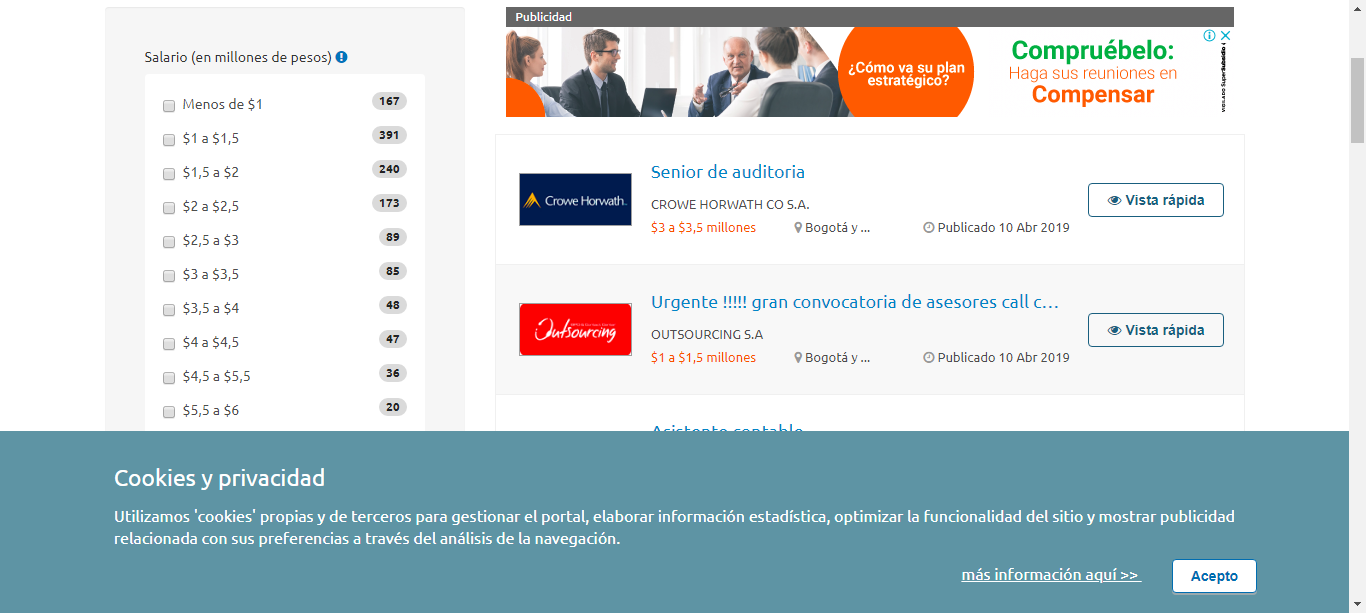 Salario (en millones de pesos)
Menos de $1 167
$1 a $1,5 391
$1,5 a $2 240
$2 a $2,5 173
$2,5 a $3 89
$3 a $3,5 85
$3,5 a $4 48
$4 a $4,5 47
$4,5 a $5,5 36
$5,5 a $6 20
Publicidad
¿Cómo va su plan
estratégico?
Compruébelo:
Haga sus reuniones en
Compensar
VIGILADO
Crowe Horwath.
Senior de auditoria
CROWE HORWATH CO S.A.
$3 a $3,5 millones Bogotá y ... Publicado 10 Abr 2019
Vista rápida
Outsourcing
Urgente !!!!! gran convocatoria de asesores call c...
OUTSOURCING S.A
$1 a $1,5 millones Bogotá y ... Publicado 10 Abr 2019
Vista rápida
Asistente contable
Cookies y privacidad
Utilizamos 'cookies' propias y de terceros para gestionar el portal, elaborar información estadística, optimizar la funcionalidad del sitio y mostrar publicidad
relacionada con sus preferencias a través del análisis de la navegación.
más información aquí >>
Acepto